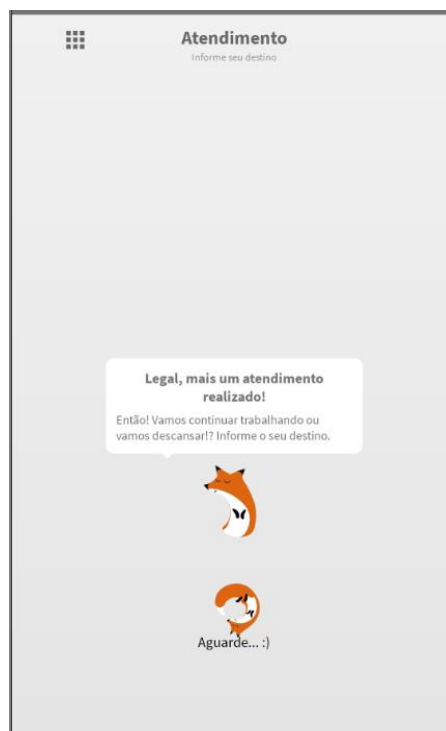 Atendimento
Informe seu destino
Legal, mais um atendimento
realizado!
Então! Vamos continuar trabalhando ou
vamos descansar!? Informe o seu destino.
Aguarde... :)